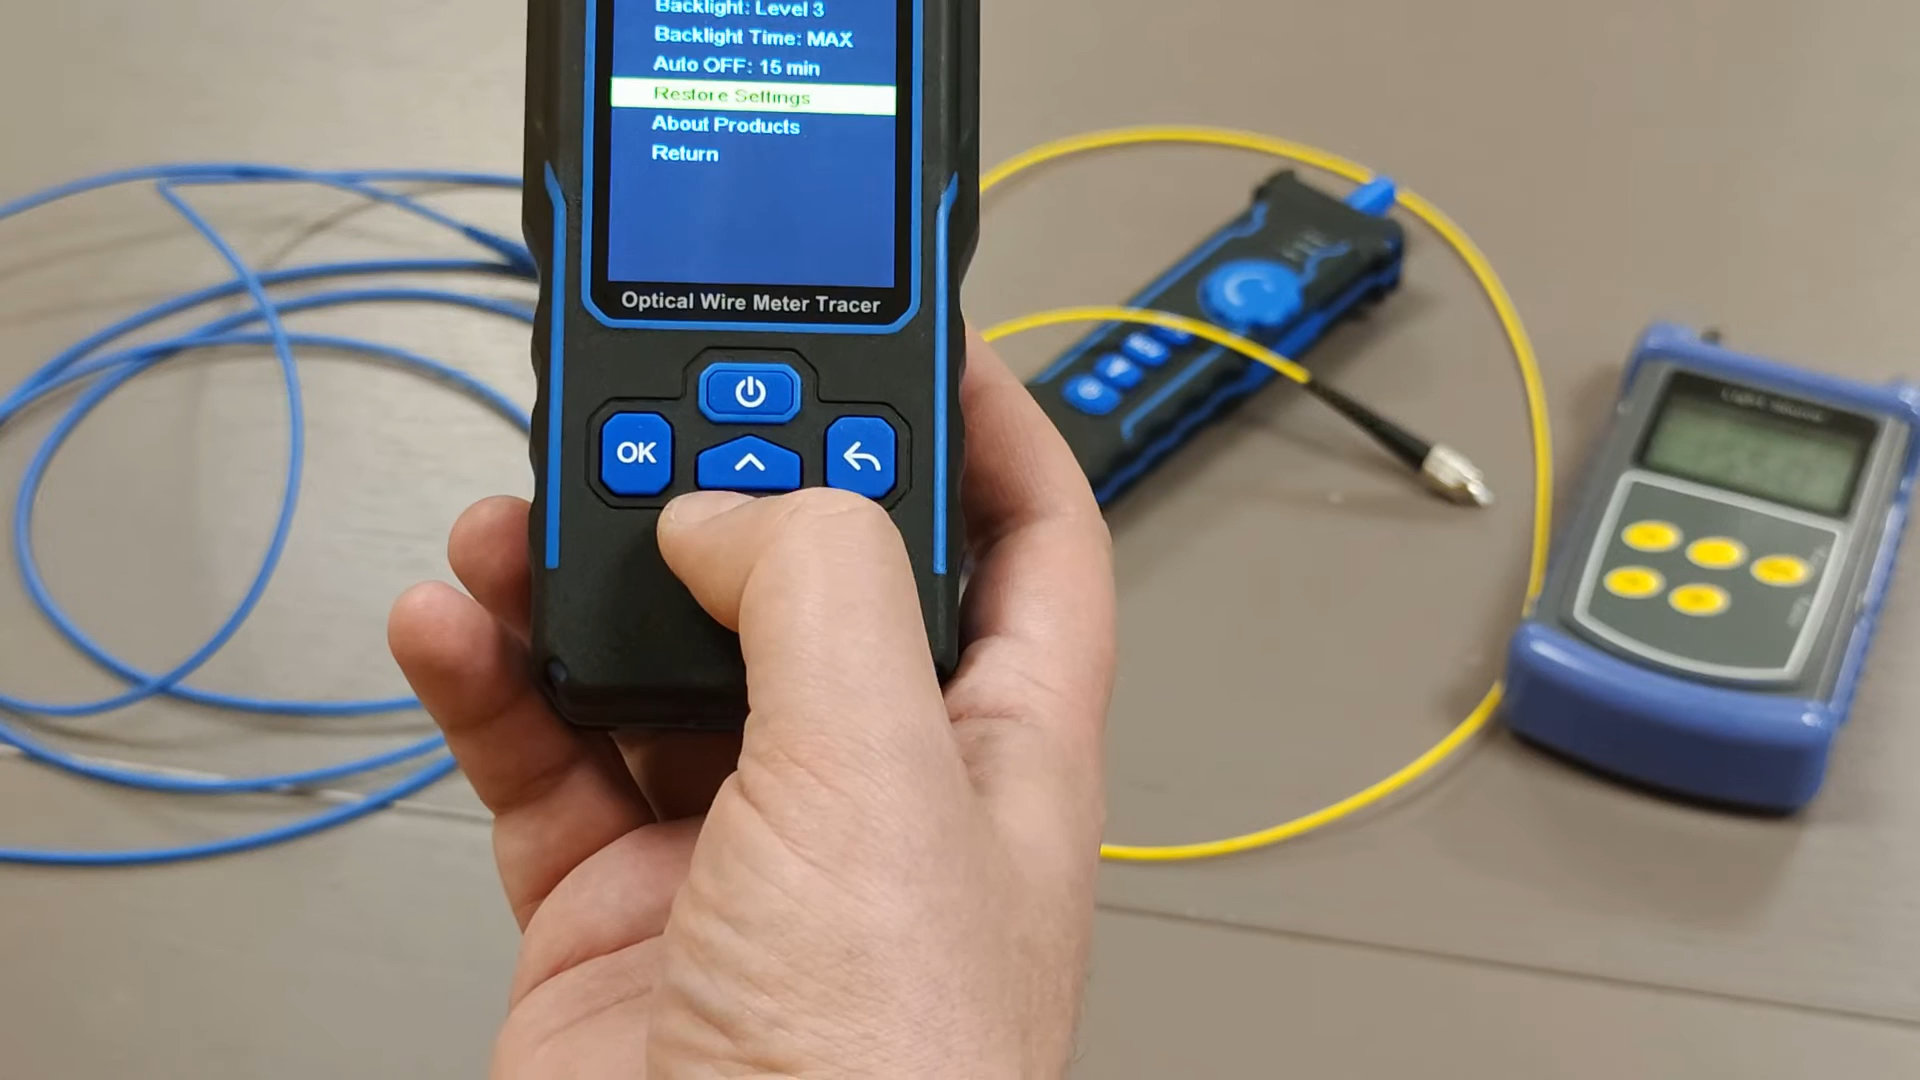 Backlight: Level 3
Backlight Time: MAX
Auto OFF: 15 min
Restore Settings
About Products
Return
Optical Wire Meter Tracer
OK